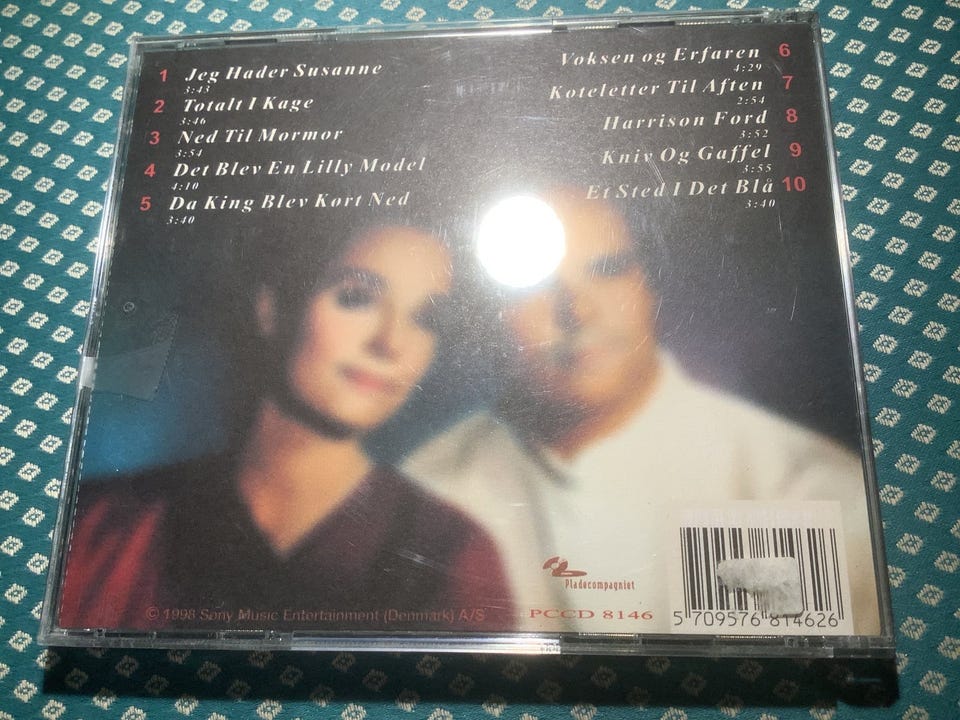 1 Jeg Hader Susanne
3:43
2 Totalt I Kage
3:46
3 Ned Til Mormor
3:54
4 Det Blev En Lilly Model
4:10
5 Da King Blev Kørt Ned
3:40
Voksen og Erfaren 6
4:29
Koteletter Til Aften 7
2:54
Harrison Ford 8
3:52
Kniv Og Gaffel 9
3:55
Et Sted I Det Blå 10
3:40
Pladecompagniet
© 1998 Sony Music Entertainment (Denmark) A/S
PCCD 8146
5 709576 814626